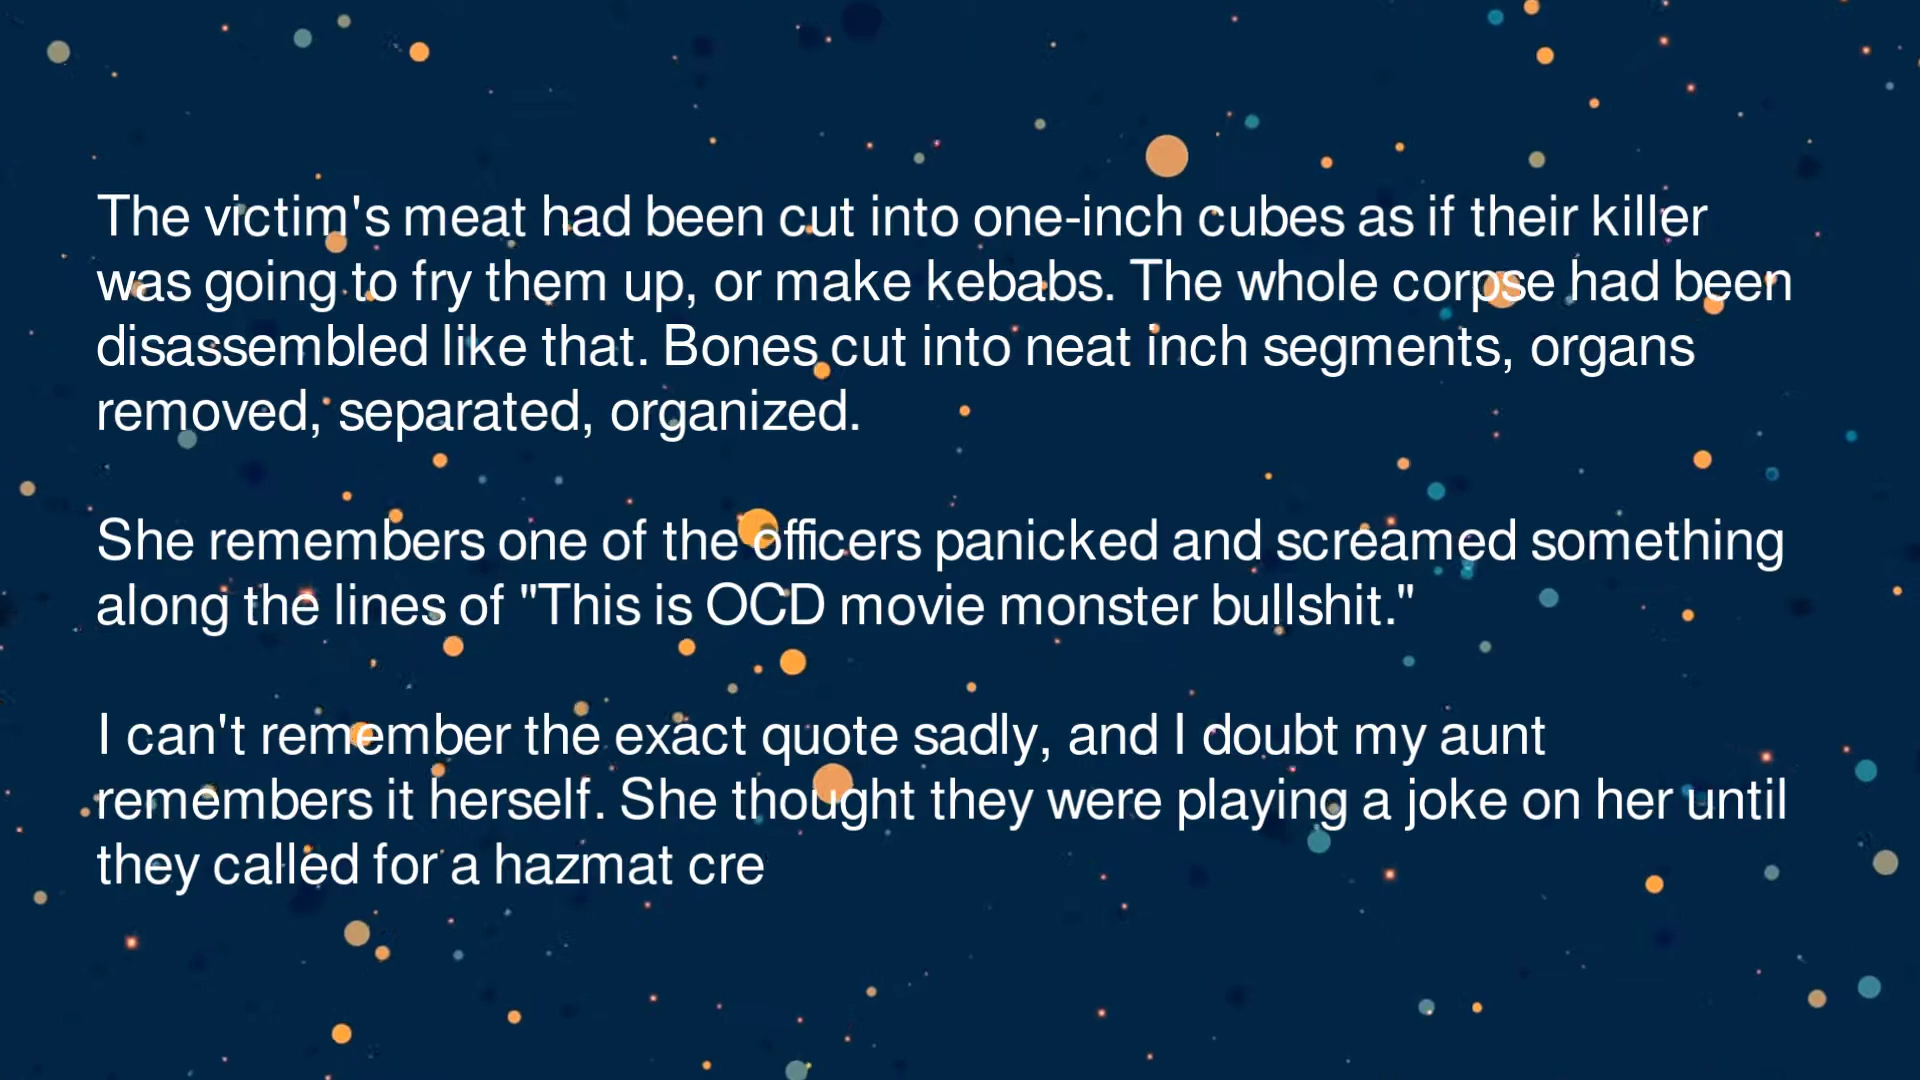 The victim's meat had been cut into one-inch cubes as if their killer
was going to fry them up, or make kebabs. The whole corpse had been
disassembled like that. Bones cut into neat inch segments, organs
removed, separated, organized.
She remembers one of the officers panicked and screamed something
along the lines of "This is OCD movie monster bullshit."
I can't remember the exact quote sadly, and I doubt my aunt
remembers it herself. She thought they were playing a joke on her until
they called for a hazmat cre